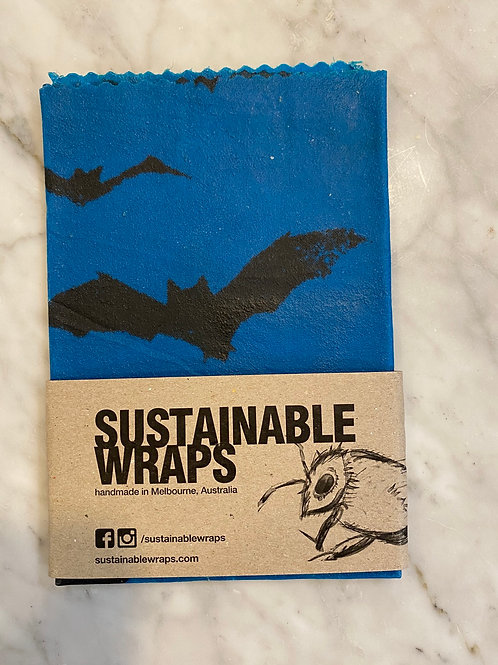 SUSTAINABLE
WRAPS
handmade in Melbourne, Australia
/sustainablewraps
sustainablewraps.com